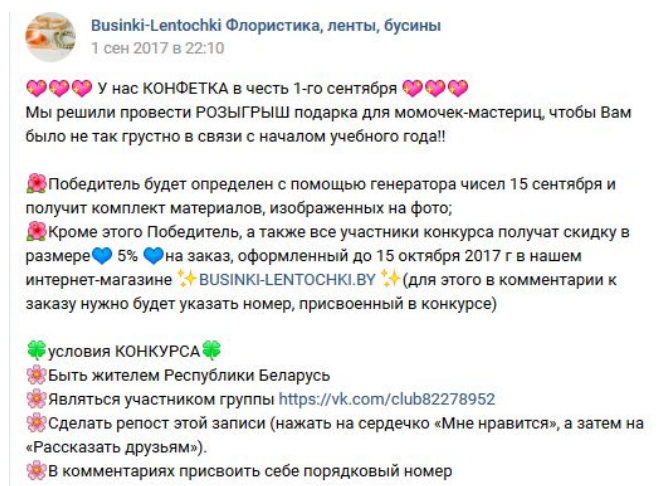 Businki-Lentochki Флористика, ленты, бусины
1 сен 2017 в 22:10
💖💖💖 У нас КОНФЕТКА в честь 1-го сентября 💖💖💖
Мы решили провести РОЗЫГРЫШ подарка для момочек-мастериц, чтобы Вам
было не так грустно в связи с началом учебного года!!
🌺Победитель будет определен с помощью генератора чисел 15 сентября и
получит комплект материалов, изображенных на фото;
🌺Кроме этого Победитель, а также все участники конкурса получат скидку в
размере💙 5% 💙на заказ, оформленный до 15 октября 2017 г в нашем
интернет-магазине ✨BUSINKI-LENTOCHKI.BY ✨(для этого в комментарии к
заказу нужно будет указать номер, присвоенный в конкурсе)
🍀условия КОНКУРСА🍀
🌸Быть жителем Республики Беларусь
🌸Являться участником группы https://vk.com/club82278952
🌸Сделать репост этой записи (нажать на сердечко «Мне нравится», а затем на
«Рассказать друзьям»).
🌸В комментариях присвоить себе порядковый номер